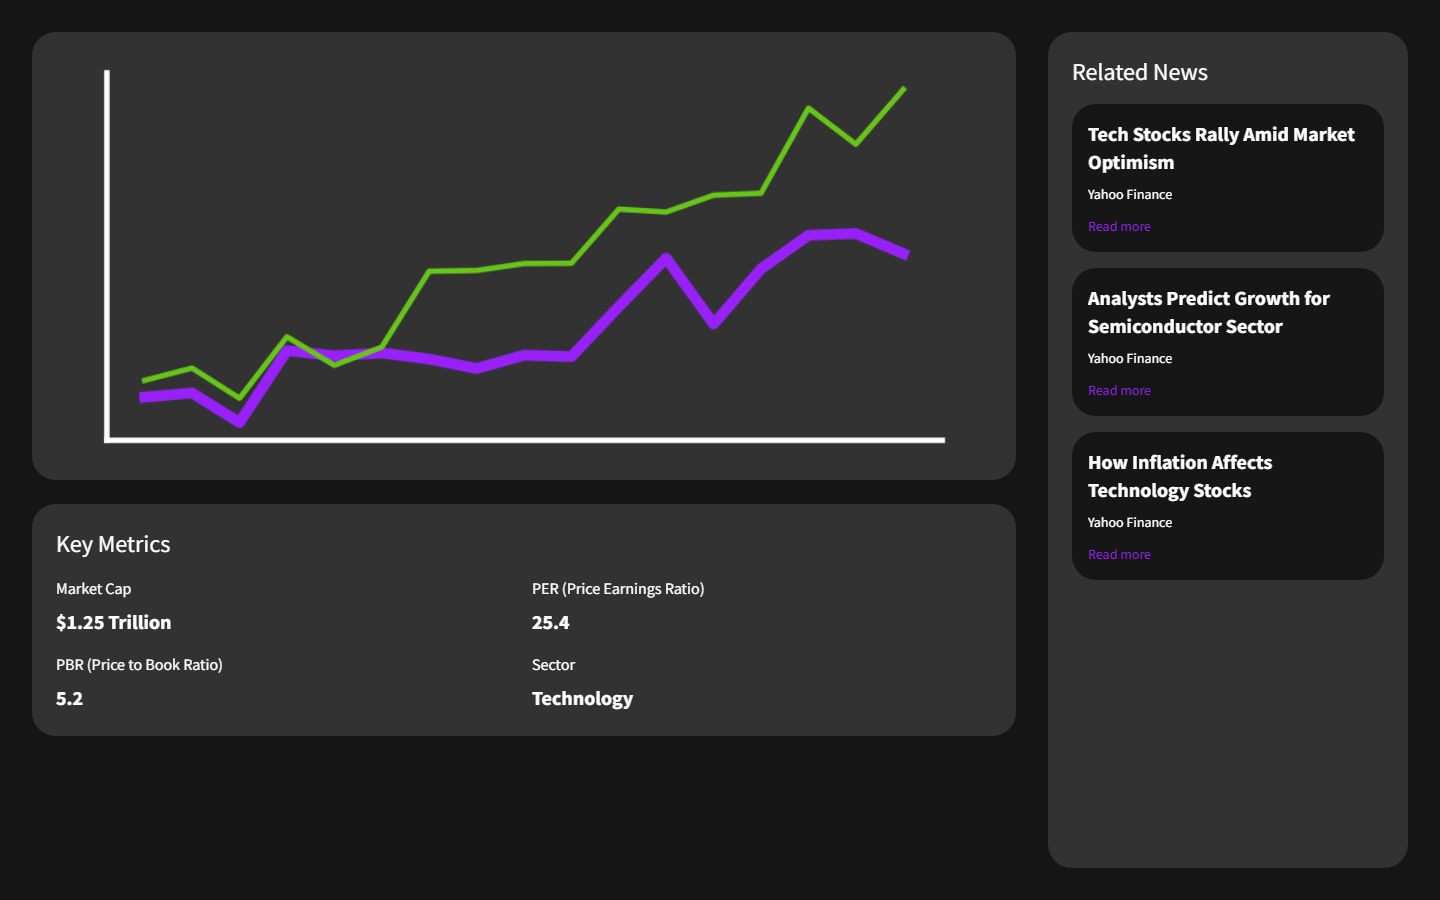 Related News
Tech Stocks Rally Amid Market
Optimism
Yahoo Finance
Read more
Analysts Predict Growth for
Semiconductor Sector
Yahoo Finance
Read more
How Inflation Affects
Technology Stocks
Yahoo Finance
Read more
Key Metrics
Market Cap
$1.25 Trillion
PER (Price Earnings Ratio)
25.4
PBR (Price to Book Ratio)
5.2
Sector
Technology